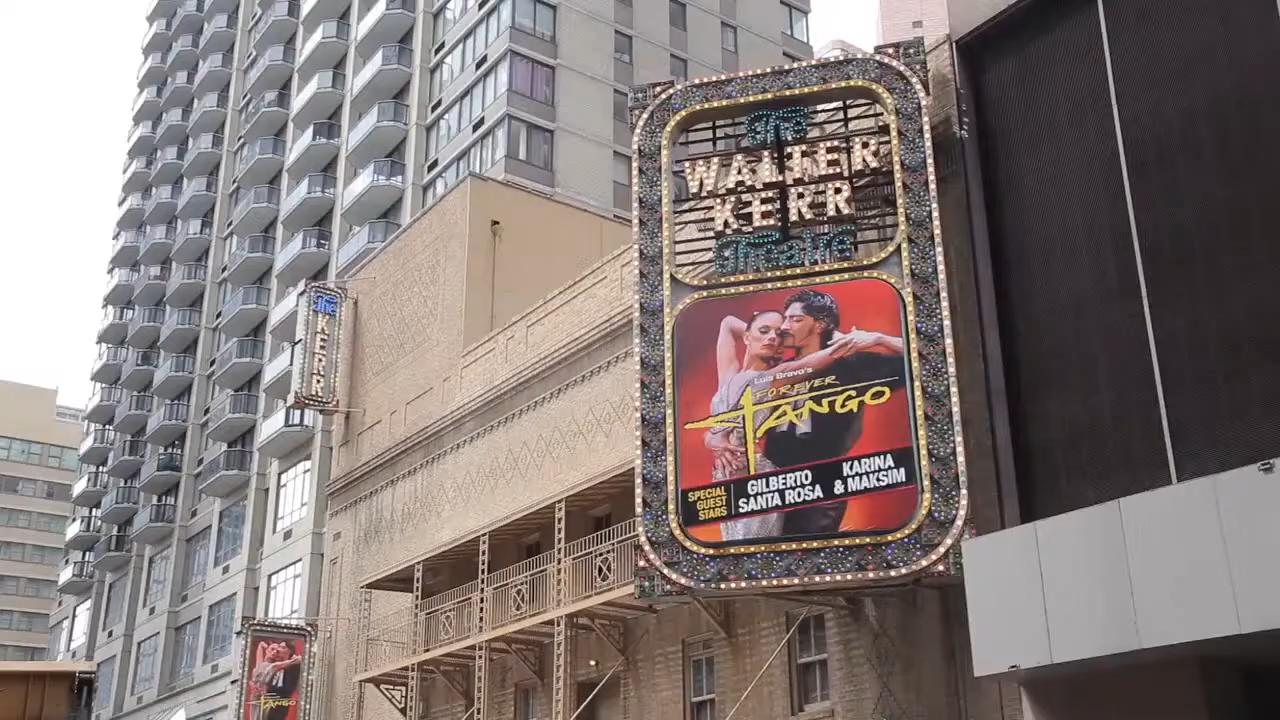 The
WALTER
KERR
Theatre
Luis Bravo's
FOREVER
TANGO
SPECIAL
GUEST
STARS
GILBERTO
SANTA ROSA
KARINA
& MAKSIM
The
KERR
TANGO